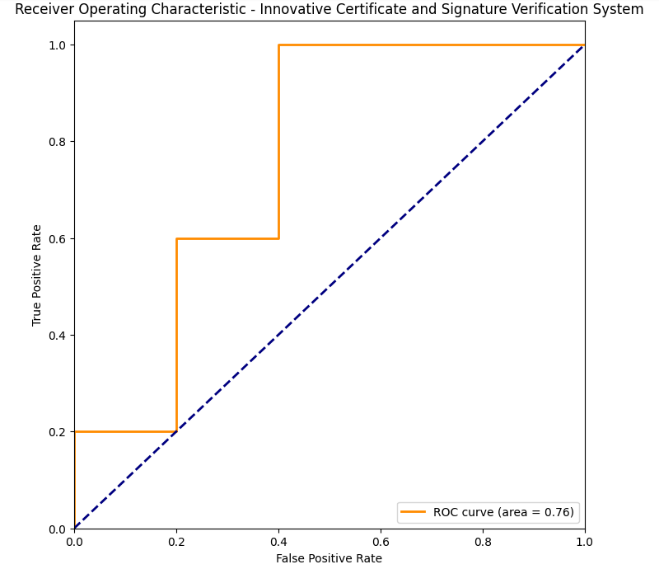 Receiver Operating Characteristic - Innovative Certificate and Signature Verification System
1.0
0.8
0.6
0.4
0.2
0.0
True Positive Rate
ROC curve (area = 0.76)
0.0 0.2 0.4 0.6 0.8 1.0
False Positive Rate